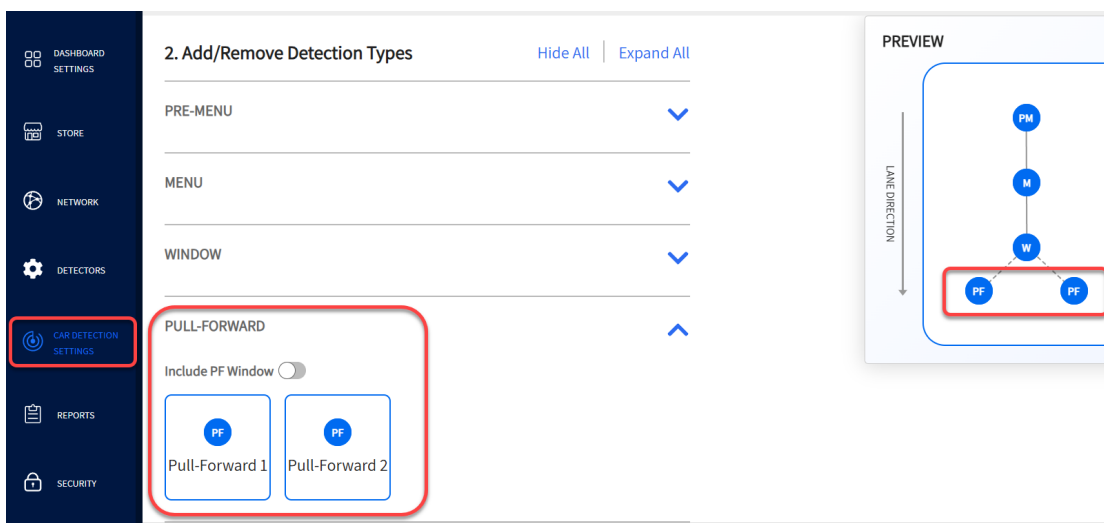 DASHBOARD
SETTINGS
STORE
NETWORK
DETECTORS
CAR DETECTION
SETTINGS
REPORTS
SECURITY
2. Add/Remove Detection Types
Hide All
Expand All
PRE-MENU
MENU
WINDOW
PULL-FORWARD
Include PF Window
PF
PF
Pull-Forward 1
Pull-Forward 2
PREVIEW
LANE DIRECTION
PM
M
W
PF
PF